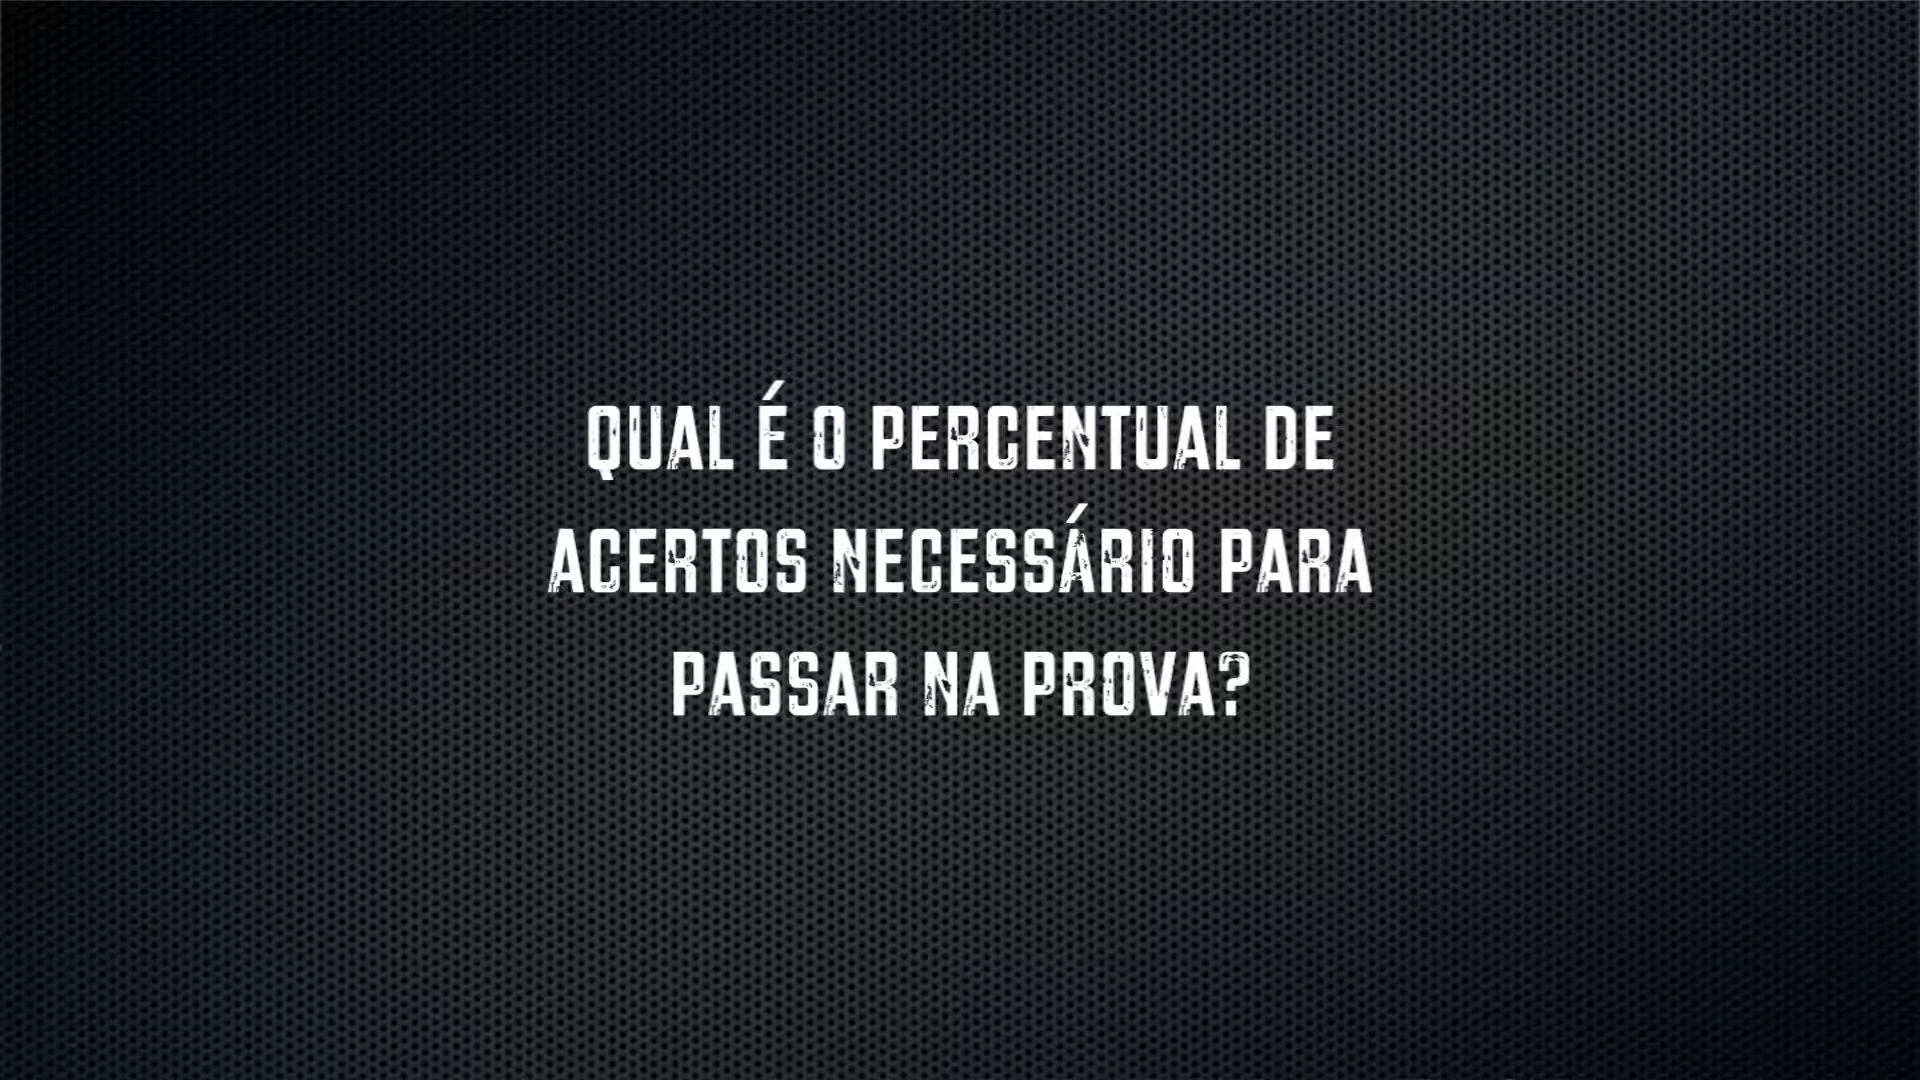 QUAL É O PERCENTUAL DE
ACERTOS NECESSÁRIO PARA
PASSAR NA PROVA?